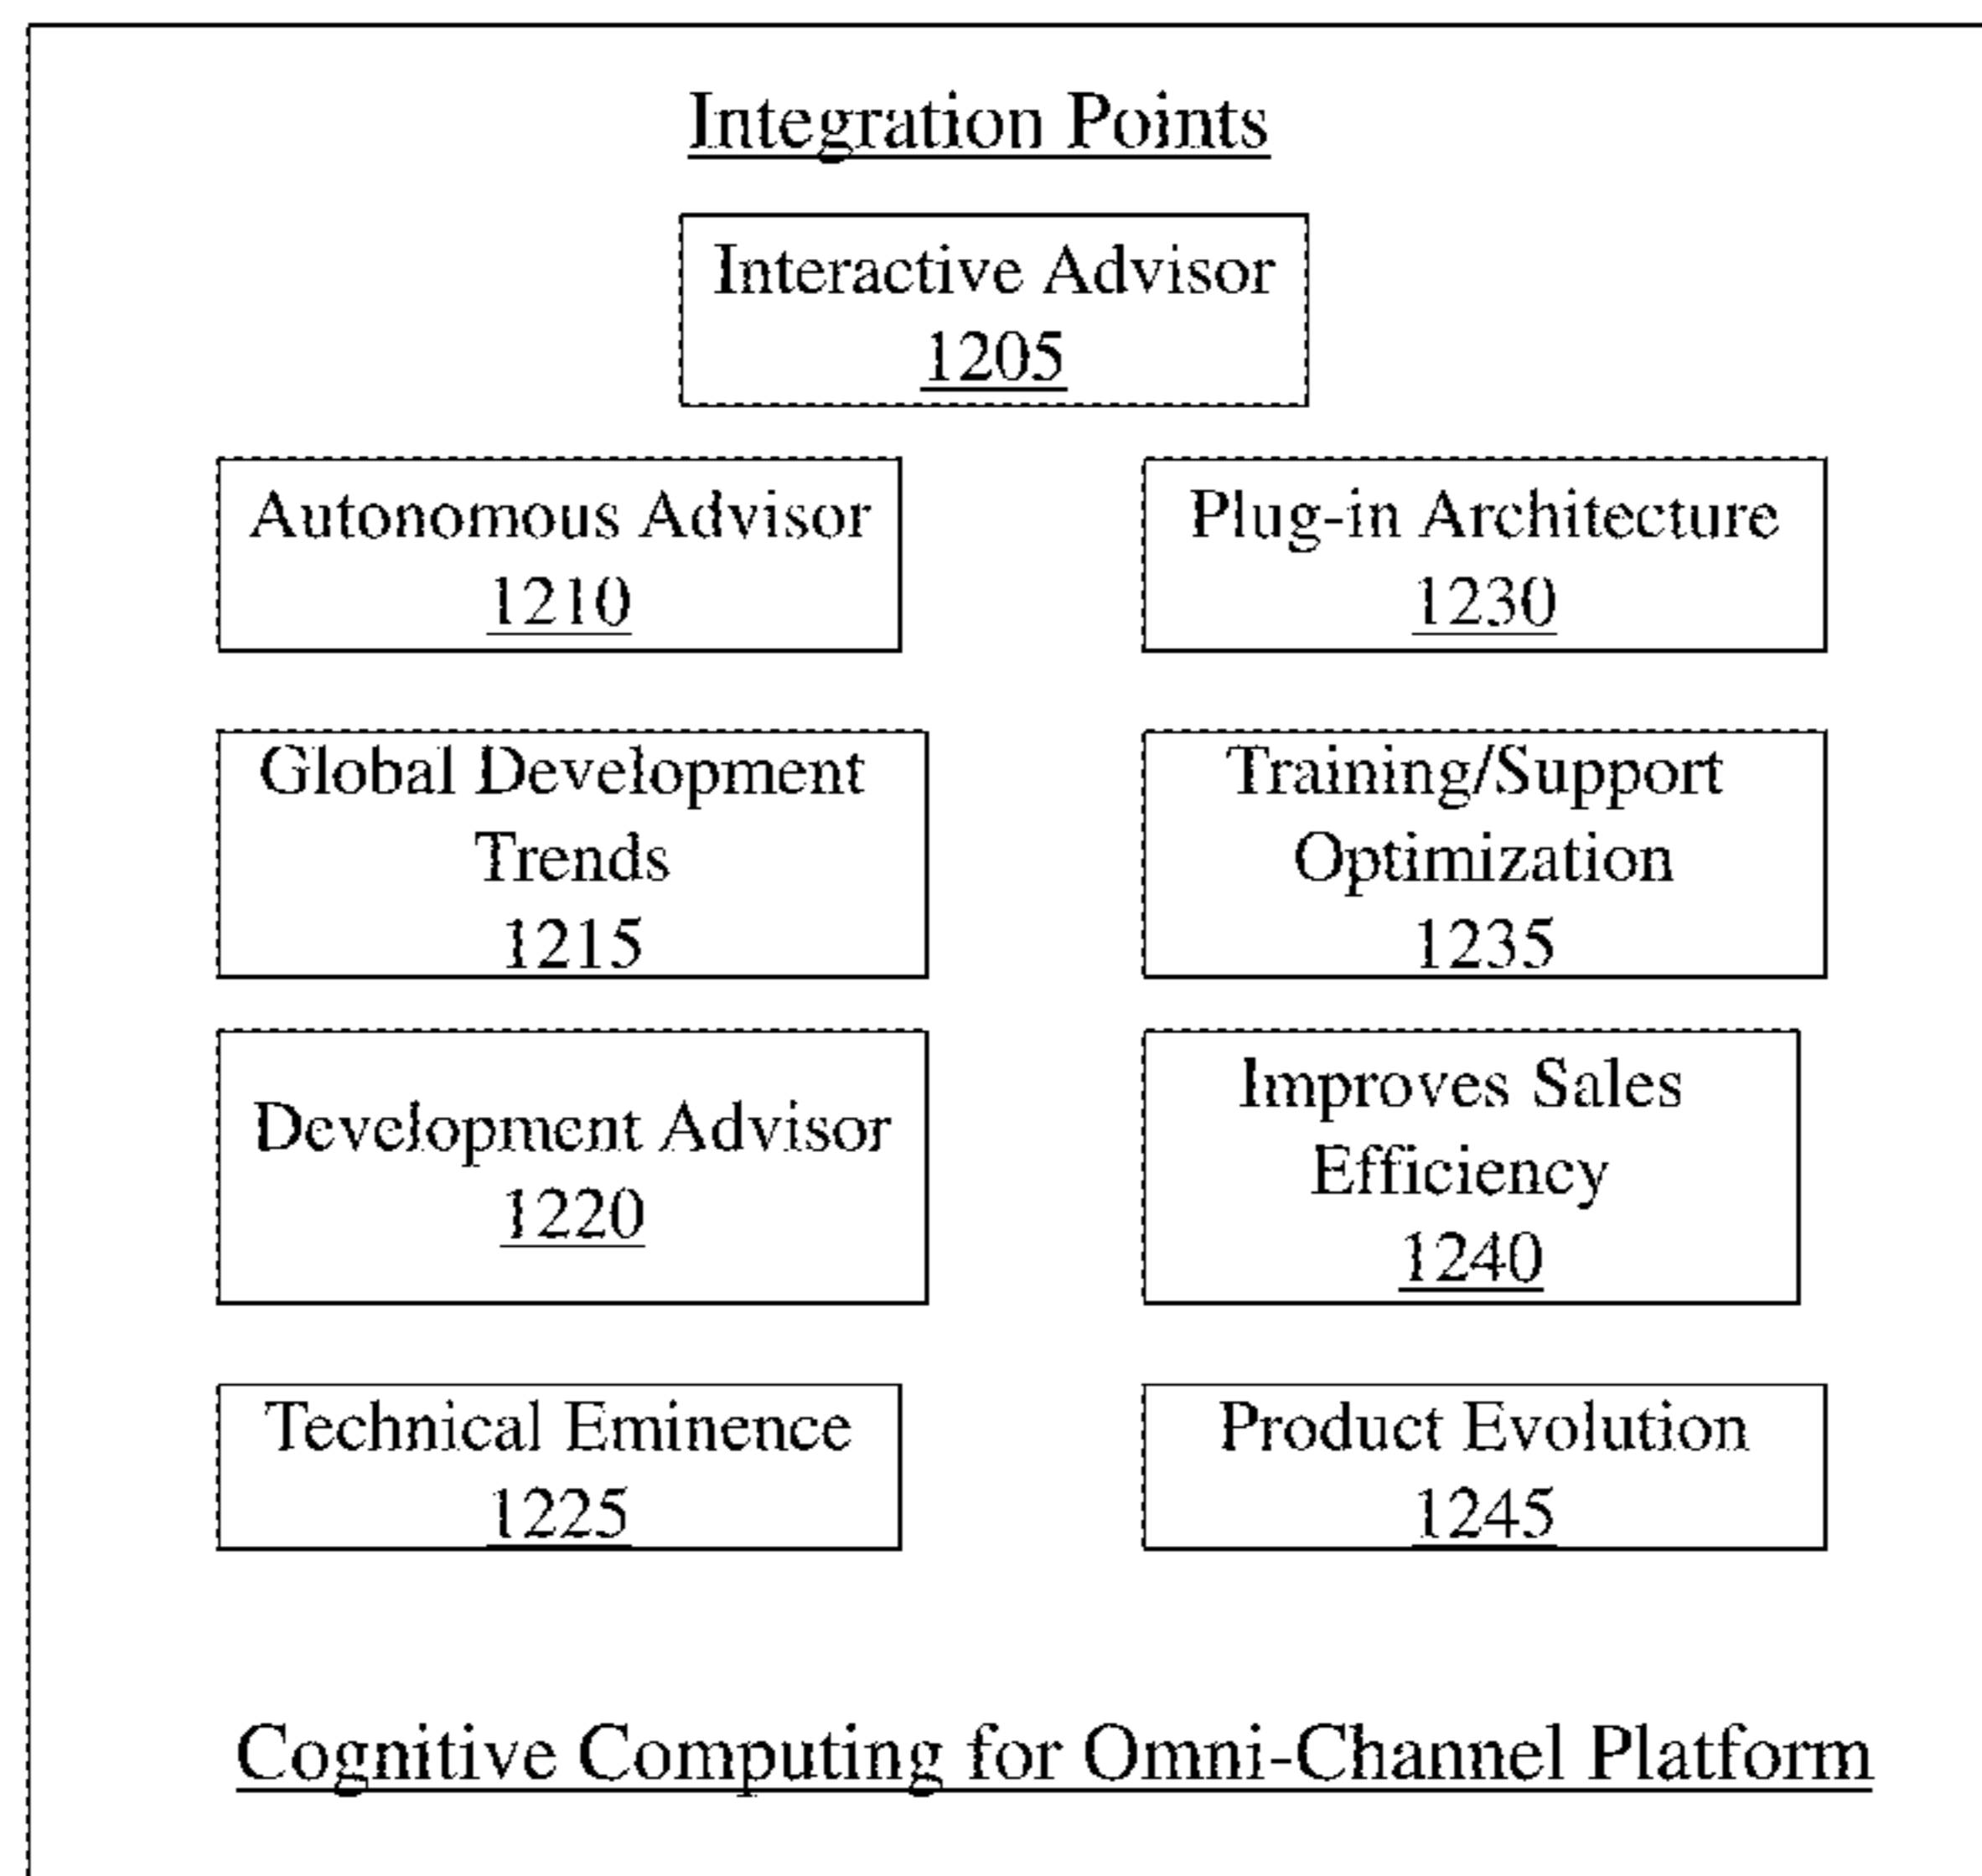 Integration Points
Interactive Advisor
1205
Autonomous Advisor
1210
Plug-in Architecture
1230
Global Development
Trends
1215
Training/Support
Optimization
1235
Development Advisor
1220
Improves Sales
Efficiency
1240
Technical Eminence
1225
Product Evolution
1245
Cognitive Computing for Omni-Channel Platform